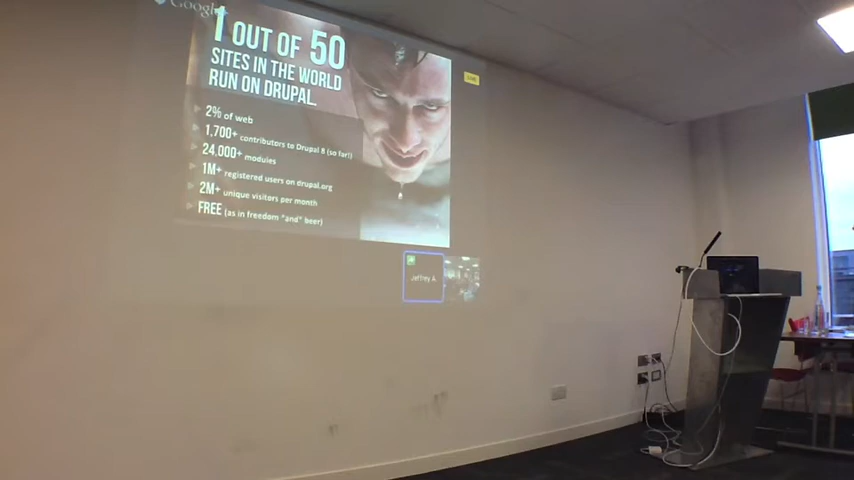 Google
1 OUT OF 50
SITES IN THE WORLD
RUN ON DRUPAL.
2% of web
1,700+ contributors to Drupal 8 (so far!)
24,000+ modules
1M+ registered users on drupal.org
2M+ unique visitors per month
FREE (as in freedom "and" beer)
Jeffrey A.